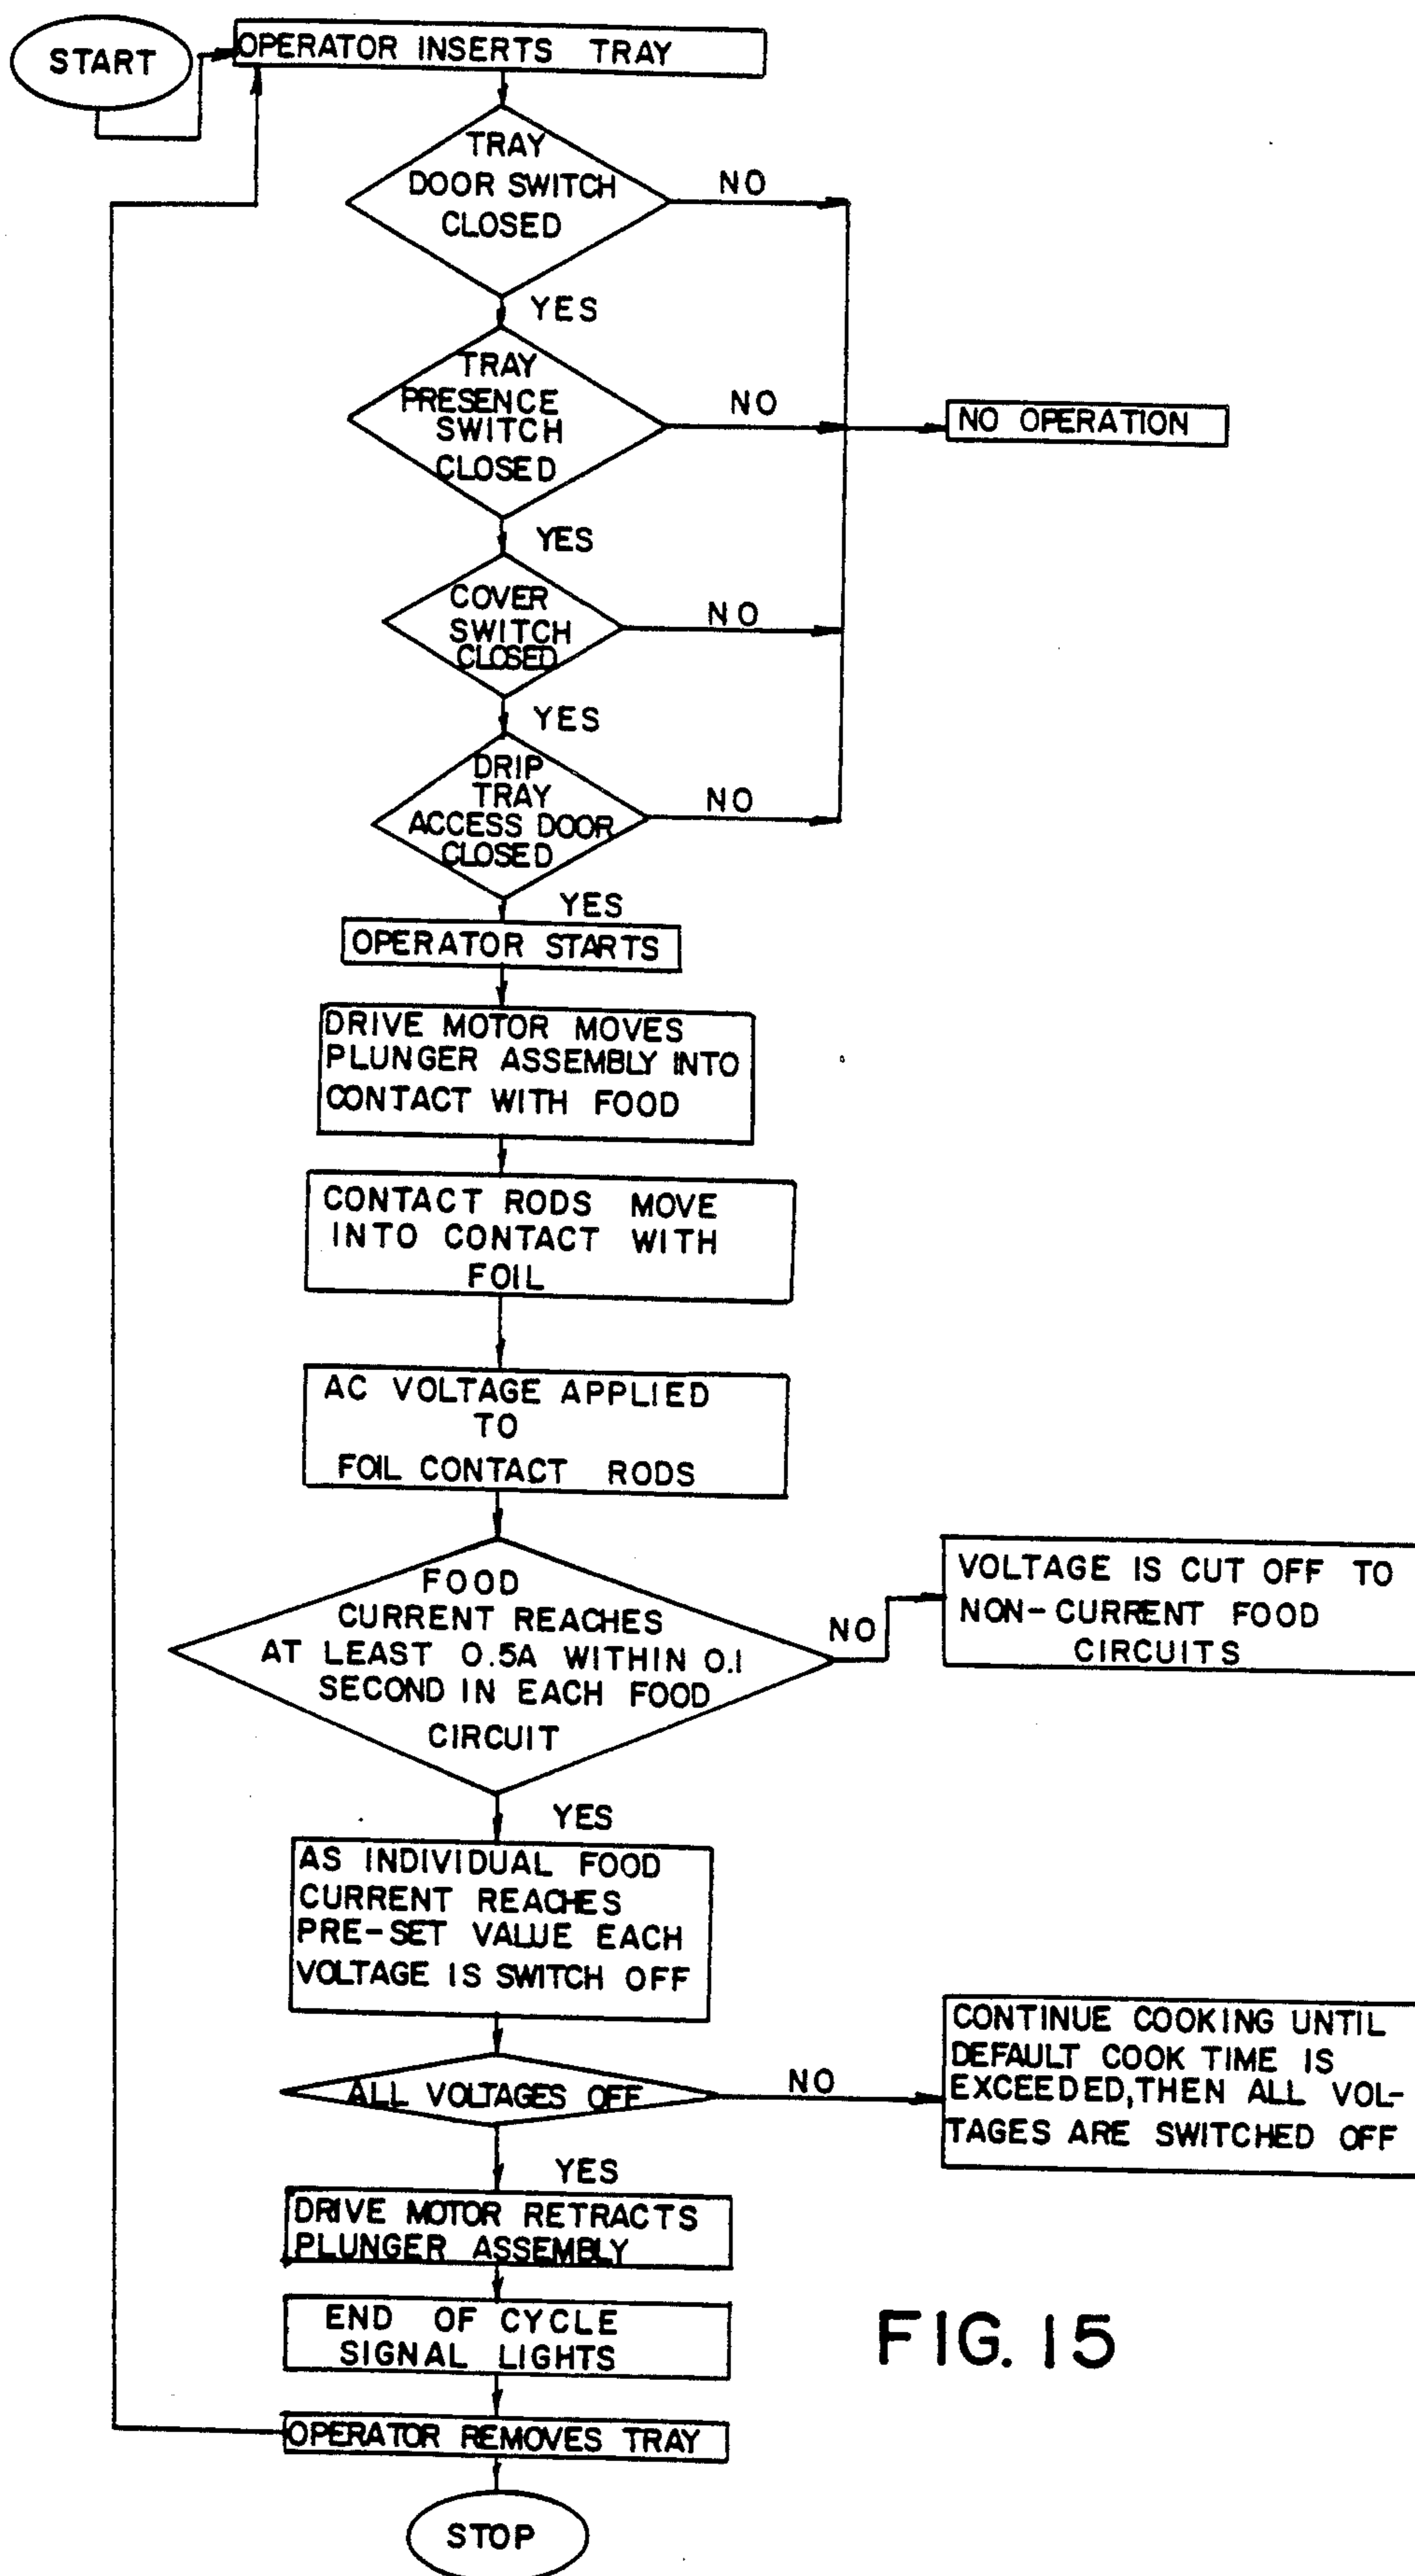 START
OPERATOR INSERTS TRAY
TRAY
DOOR SWITCH
CLOSED
NO
YES
TRAY
PRESENCE
SWITCH
CLOSED
NO
NO OPERATION
YES
COVER
SWITCH
CLOSED
NO
YES
DRIP
TRAY
ACCESS DOOR
CLOSED
NO
YES
OPERATOR STARTS
DRIVE MOTOR MOVES
PLUNGER ASSEMBLY INTO
CONTACT WITH FOOD
CONTACT RODS MOVE
INTO CONTACT WITH
FOIL
AC VOLTAGE APPLIED
TO
FOIL CONTACT RODS
FOOD
CURRENT REACHES
AT LEAST 0.5A WITHIN 0.1
SECOND IN EACH FOOD
CIRCUIT
NO
VOLTAGE IS CUT OFF TO
NON-CURRENT FOOD
CIRCUITS
YES
AS INDIVIDUAL FOOD
CURRENT REACHES
PRE-SET VALUE EACH
VOLTAGE IS SWITCH OFF
ALL VOLTAGES OFF
NO
CONTINUE COOKING UNTIL
DEFAULT COOK TIME IS
EXCEEDED, THEN ALL VOL-
TAGES ARE SWITCHED OFF
YES
DRIVE MOTOR RETRACTS
PLUNGER ASSEMBLY
END OF CYCLE
SIGNAL LIGHTS
OPERATOR REMOVES TRAY
STOP
FIG. 15